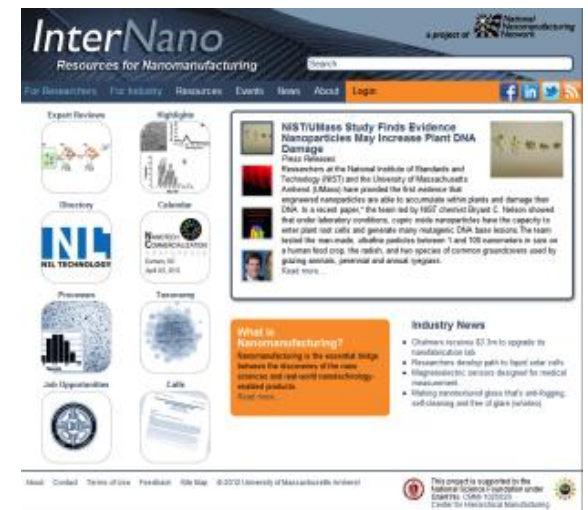 InterNano
Resources for Nanomanufacturing
a project of
National
Nanomanufacturing
Network
Search
For Researchers For Industry Resources Events News About Login
Expert Reviews Highlights
Directory Calendar
NIL
NIL TECHNOLOGY
NANOTECH
COMMERCIALIZATION
Processes Taxonomy
Job Opportunities Calls
NIST/UMass Study Finds Evidence
Nanoparticles May Increase Plant DNA
Damage
Press Releases
Researchers at the National Institute of Standards and
Technology (NIST) and the University of Massachusetts
Amherst (UMass) have provided the first evidence that
engineered nanoparticles are able to accumulate within plants and damage their
DNA. In a recent paper,* the team led by NIST chemist Bryant C. Nelson showed
that under laboratory conditions, cupric oxide nanoparticles have the capacity to
enter plant root cells and generate many mutagenic DNA base lesions. The team
tested the man-made, ultrafine particles between 1 and 100 nanometers in size on
a human food crop, the radish, and two species of common groundcovers used by
grazing animals, perennial and annual ryegrass.
Read more...
What is
Nanomanufacturing?
Nanomanufacturing is the essential bridge
between the discoveries of the nano
sciences and real-world nanotechnology-
enabled products.
Read more...
Industry News
Chalmers receives $3.3m to upgrade its
nanofabrication lab
Researchers develop path to liquid solar cells
Magnetoelectric sensors designed for medical
measurement
Making nanotextured glass that's anti-fogging,
self-cleaning and free of glare (w/video)
About Contact Terms of Use Feedback Site Map © 2012 University of Massachusetts Amherst
This project is supported by the
National Science Foundation under
Grant No. CMMI-1025020
Center for Hierarchical Manufacturing